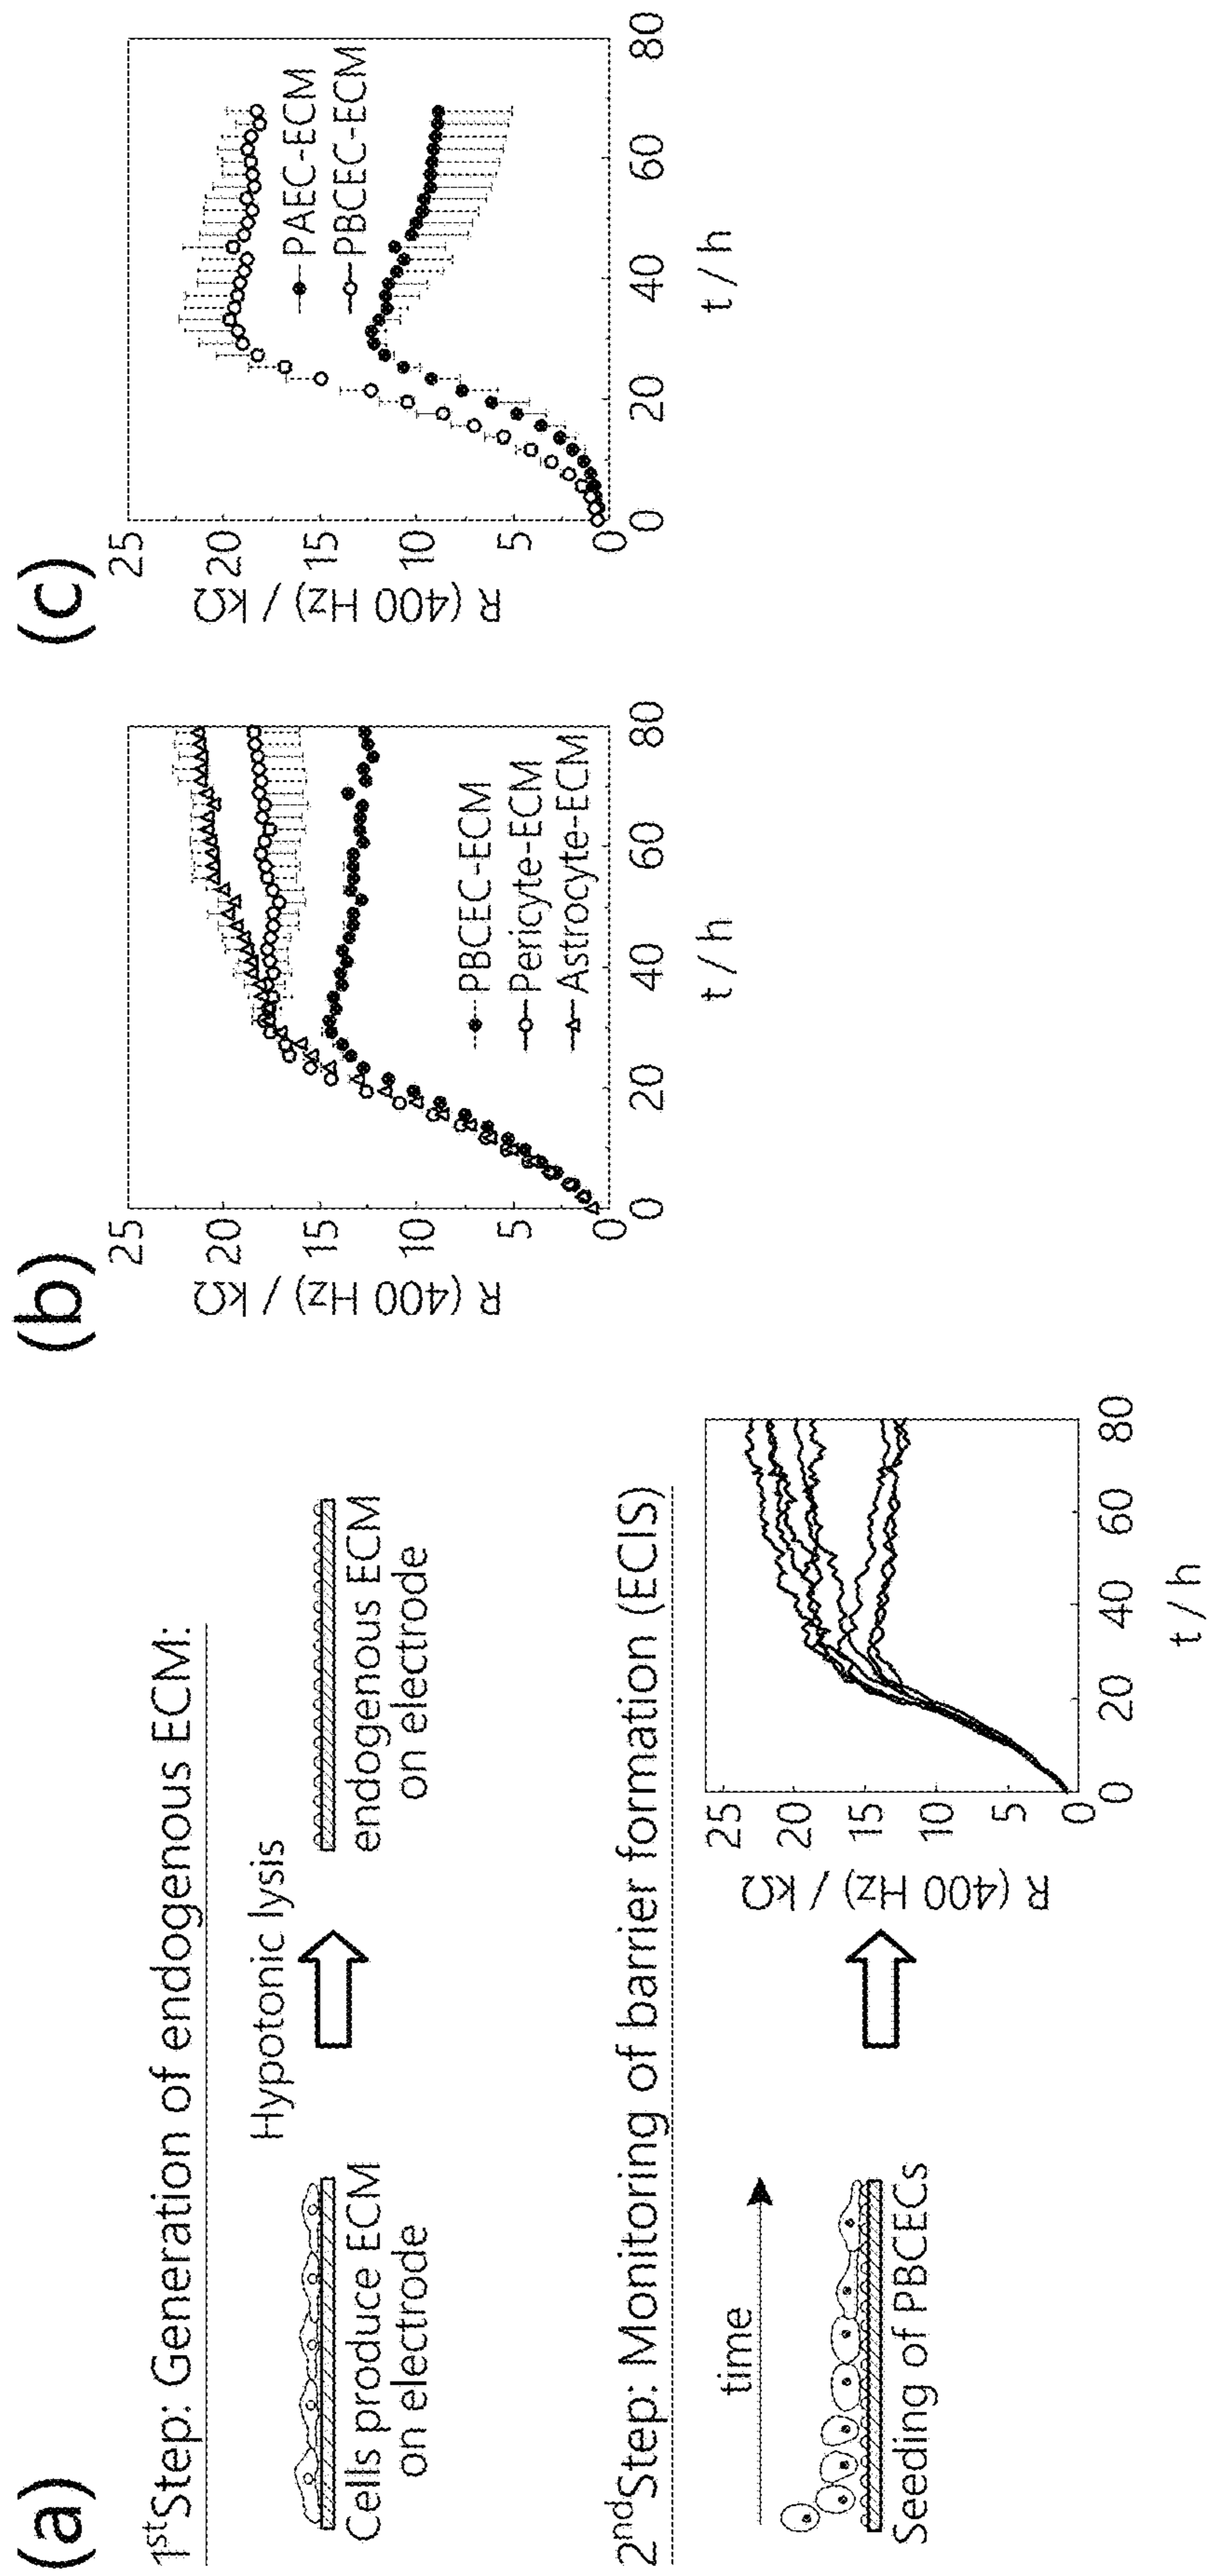 (a)
1st Step: Generation of endogenous ECM:
Hypotonic lysis
Cells produce ECM
on electrode
endogenous ECM
on electrode
2nd Step: Monitoring of barrier formation (ECIS)
time
Seeding of PBCECs
R (400 Hz) / kΩ
25
20
15
10
5
0
0 20 40 60 80
t / h
(b)
R (400 Hz) / kΩ
25
20
15
10
5
0
PBCEC-ECM
Pericyte-ECM
Astrocyte-ECM
0 20 40 60 80
t / h
(c)
R (400 Hz) / kΩ
25
20
15
10
5
0
PAEC-ECM
PBCEC-ECM
0 20 40 60 80
t / h